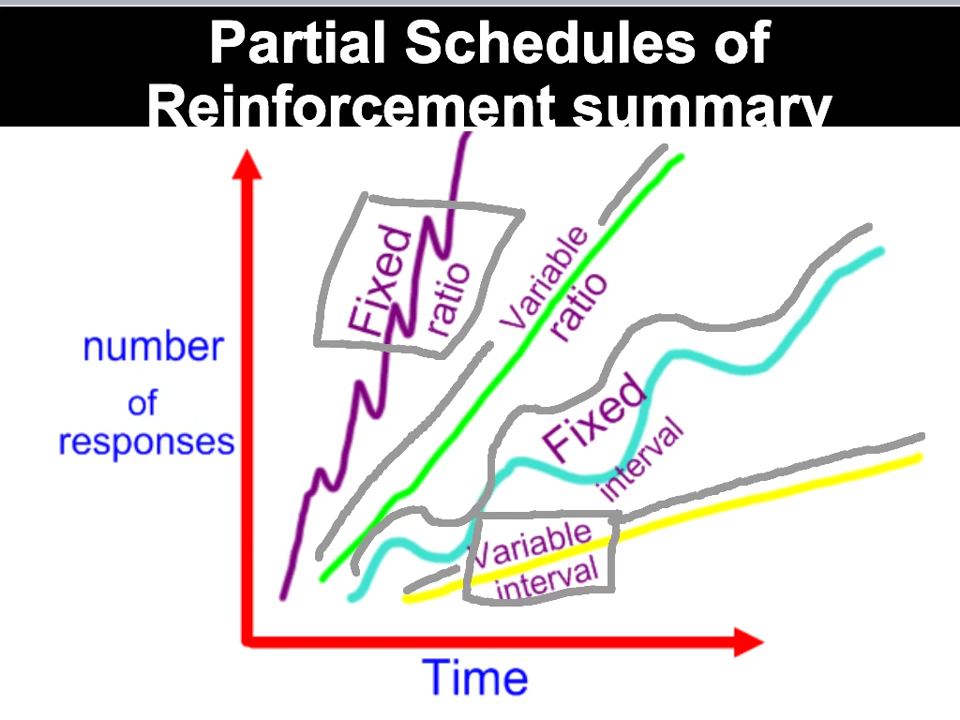 Partial Schedules of
Reinforcement summary
Fixed
ratio
Variable
ratio
number
of
responses
Fixed
interval
Variable
interval
Time